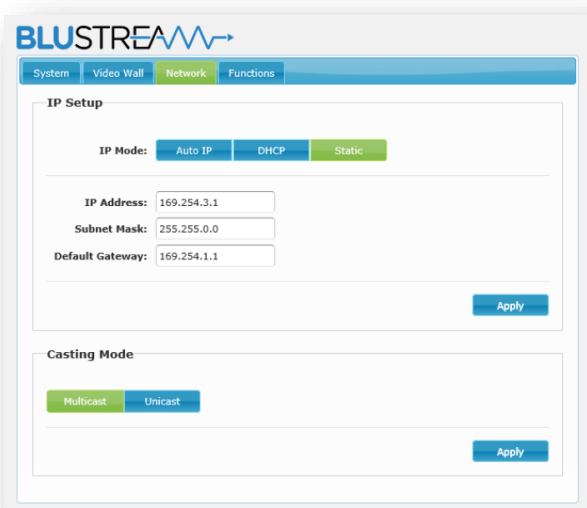 BLUSTREAM
System Video Wall Network Functions
IP Setup
IP Mode: Auto IP DHCP Static
IP Address: 169.254.3.1
Subnet Mask: 255.255.0.0
Default Gateway: 169.254.1.1
Apply
Casting Mode
Multicast Unicast
Apply